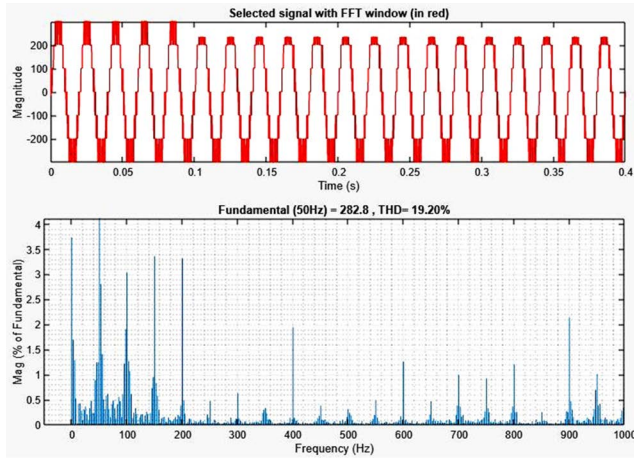 Selected signal with FFT window (in red)
Magnitude
200
100
0
-100
-200
0 0.05 0.1 0.15 0.2 0.25 0.3 0.35 0.4
Time (s)
Fundamental (50Hz) = 282.8 , THD= 19.20%
Mag (% of Fundamental)
4
3.5
3
2.5
2
1.5
1
0.5
0
0 100 200 300 400 500 600 700 800 900 1000
Frequency (Hz)